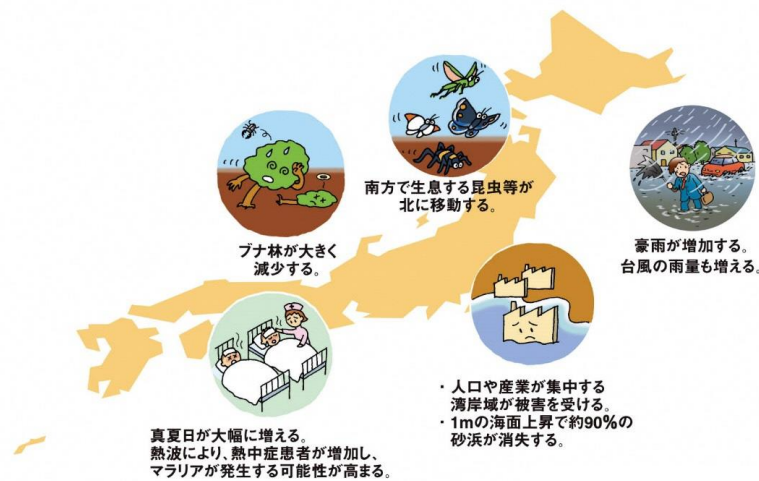 南方で生息する昆虫等が
北に移動する。
ブナ林が大きく
減少する。
豪雨が増加する。
台風の雨量も増える。
・人口や産業が集中する
湾岸域が被害を受ける。
・1mの海面上昇で約90%の
砂浜が消失する。
真夏日が大幅に増える。
熱波により、熱中症患者が増加し、
マラリアが発生する可能性が高まる。